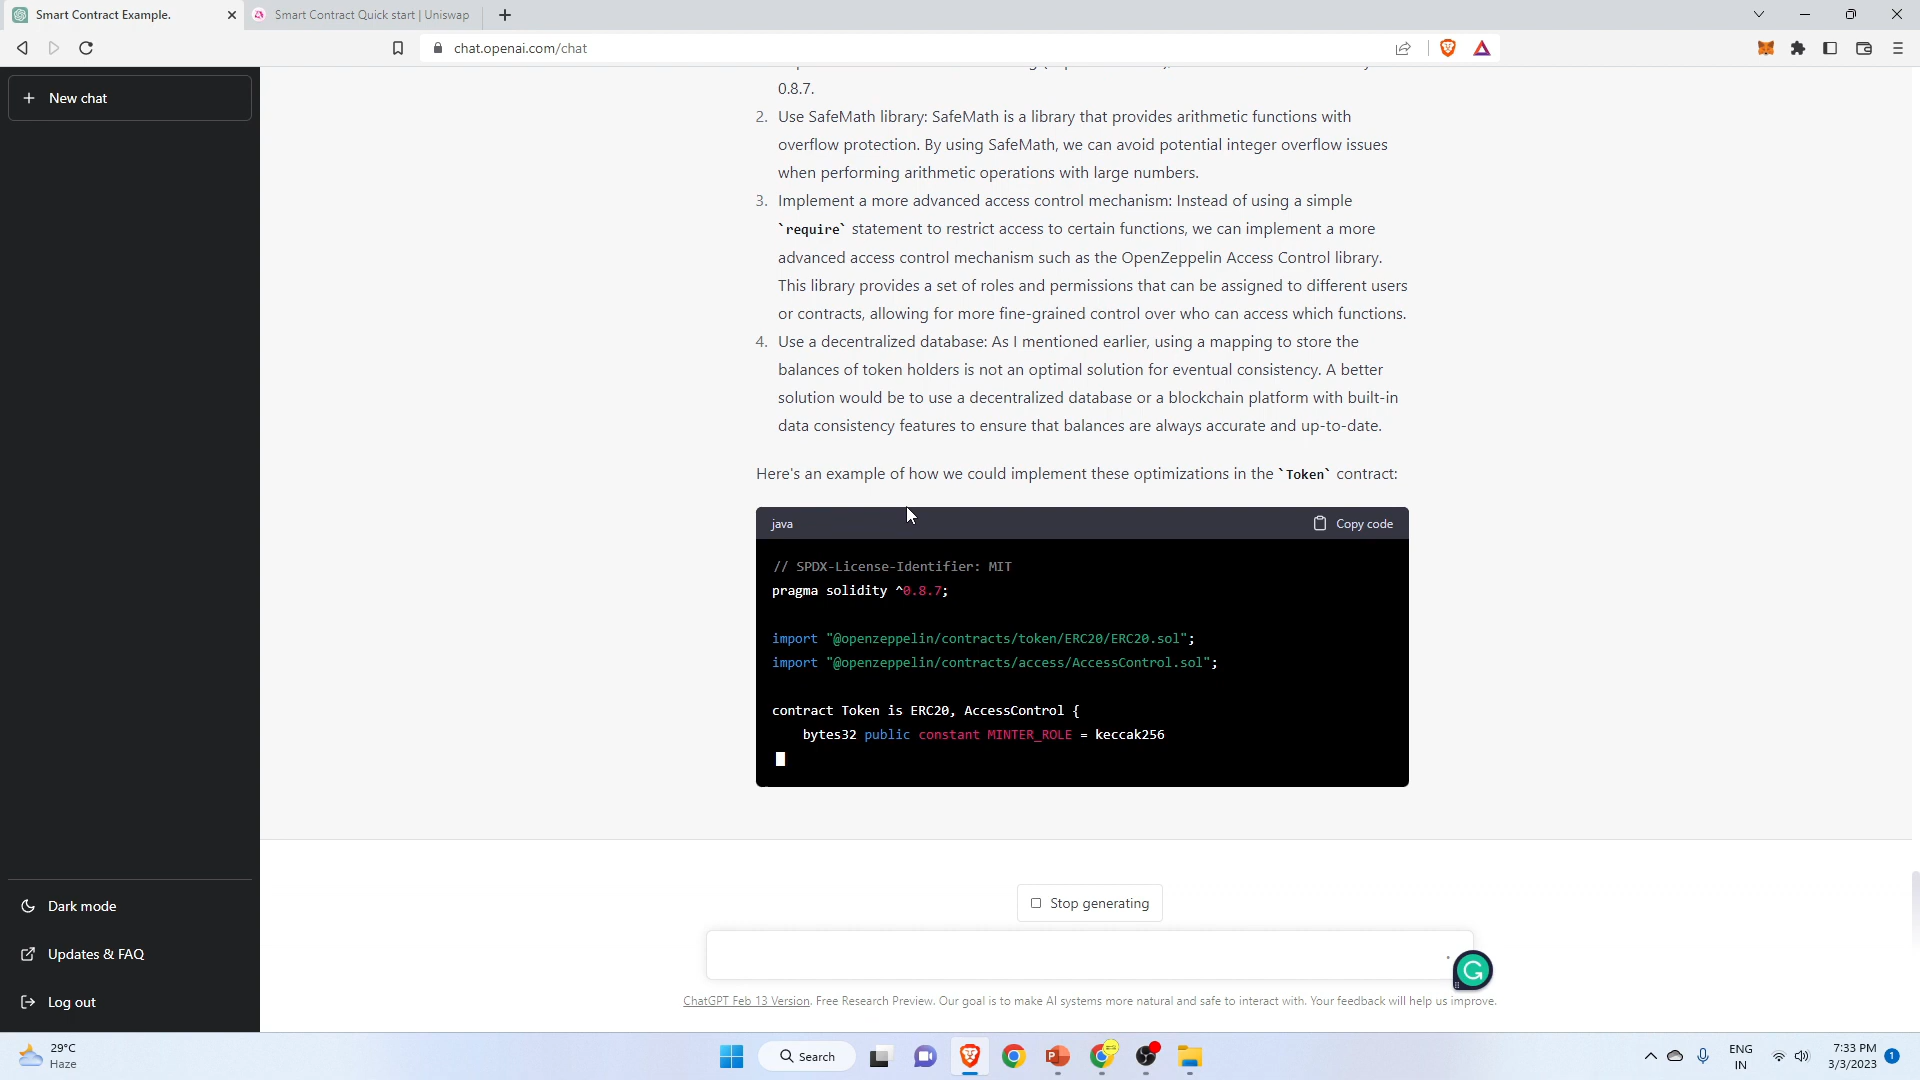 Smart Contract Example.
Smart Contract Quick start | Uniswap
chat.openai.com/chat
New chat
0.8.7.
2. Use SafeMath library: SafeMath is a library that provides arithmetic functions with
overflow protection. By using SafeMath, we can avoid potential integer overflow issues
when performing arithmetic operations with large numbers.
3. Implement a more advanced access control mechanism: Instead of using a simple
`require` statement to restrict access to certain functions, we can implement a more
advanced access control mechanism such as the OpenZeppelin Access Control library.
This library provides a set of roles and permissions that can be assigned to different users
or contracts, allowing for more fine-grained control over who can access which functions.
4. Use a decentralized database: As I mentioned earlier, using a mapping to store the
balances of token holders is not an optimal solution for eventual consistency. A better
solution would be to use a decentralized database or a blockchain platform with built-in
data consistency features to ensure that balances are always accurate and up-to-date.
Here's an example of how we could implement these optimizations in the `Token` contract:
java
Copy code
// SPDX-License-Identifier: MIT
pragma solidity ^0.8.7;
import "@openzeppelin/contracts/token/ERC20/ERC20.sol";
import "@openzeppelin/contracts/access/AccessControl.sol";
contract Token is ERC20, AccessControl {
bytes32 public constant MINTER_ROLE = keccak256
Stop generating
Dark mode
Updates & FAQ
Log out
ChatGPT Feb 13 Version. Free Research Preview. Our goal is to make AI systems more natural and safe to interact with. Your feedback will help us improve.
29°C
Haze
Search
ENG
IN
7:33 PM
3/3/2023
1